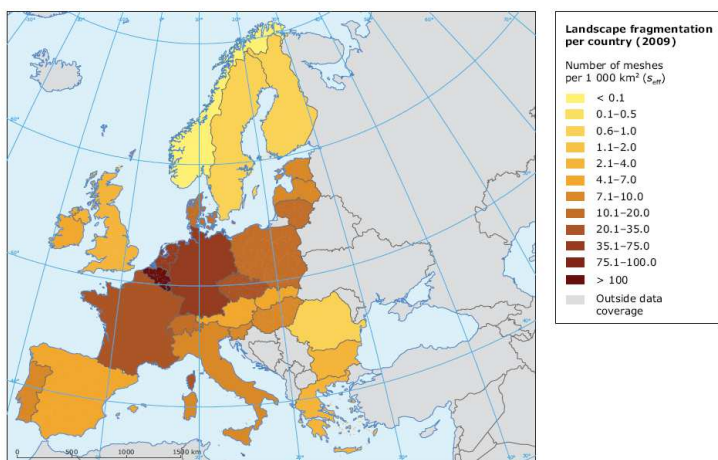 Landscape fragmentation
per country (2009)
Number of meshes
per 1 000 km² (seff)
< 0.1
0.1–0.5
0.6–1.0
1.1–2.0
2.1–4.0
4.1–7.0
7.1–10.0
10.1–20.0
20.1–35.0
35.1–75.0
75.1–100.0
> 100
Outside data
coverage
0 500 1000 1500 km